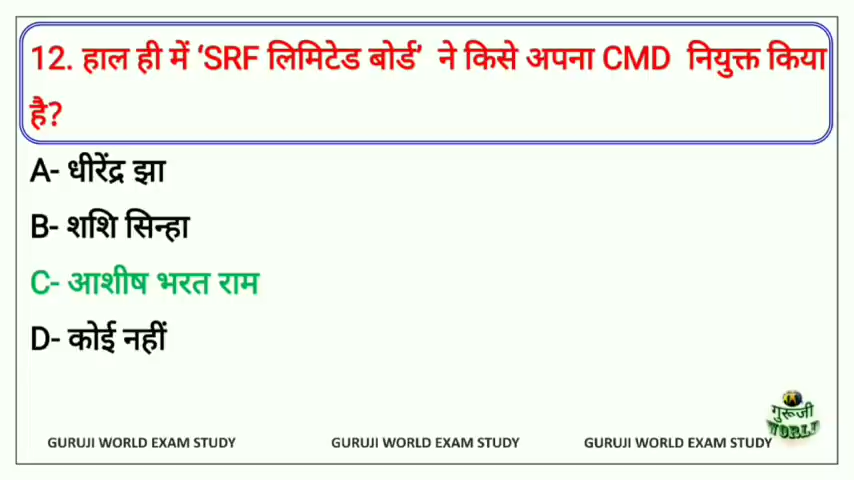 12. हाल ही में ‘SRF लिमिटेड बोर्ड’ ने किसे अपना CMD नियुक्त किया
है?
A- धीरेंद्र झा
B- शशि सिन्हा
C- आशीष भरत राम
D- कोई नहीं
गुरूजी
WORLD
GURUJI WORLD EXAM STUDY GURUJI WORLD EXAM STUDY GURUJI WORLD EXAM STUDY